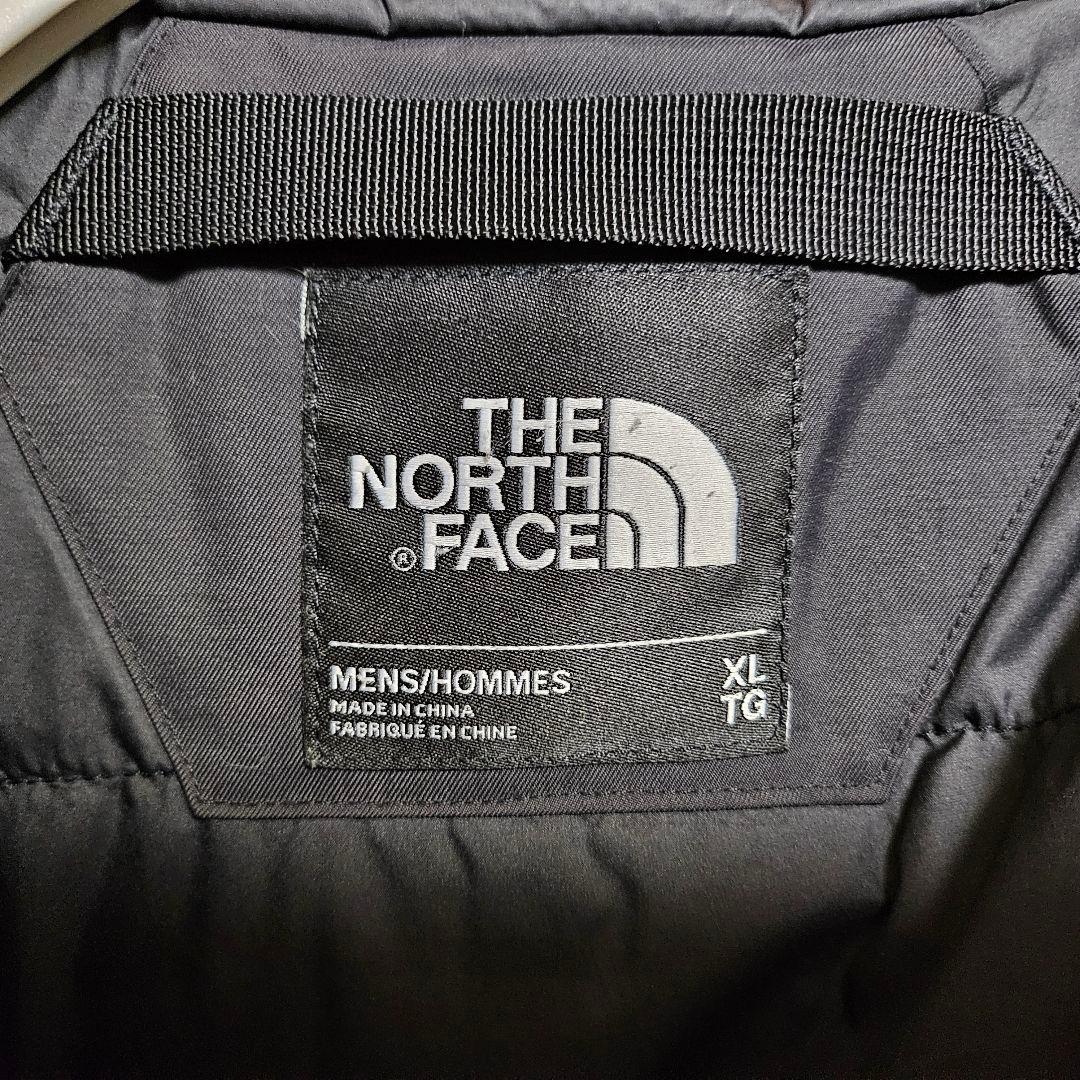 THE
NORTH
® FACE
MENS/HOMMES XL
MADE IN CHINA TG
FABRIQUÉ EN CHINE